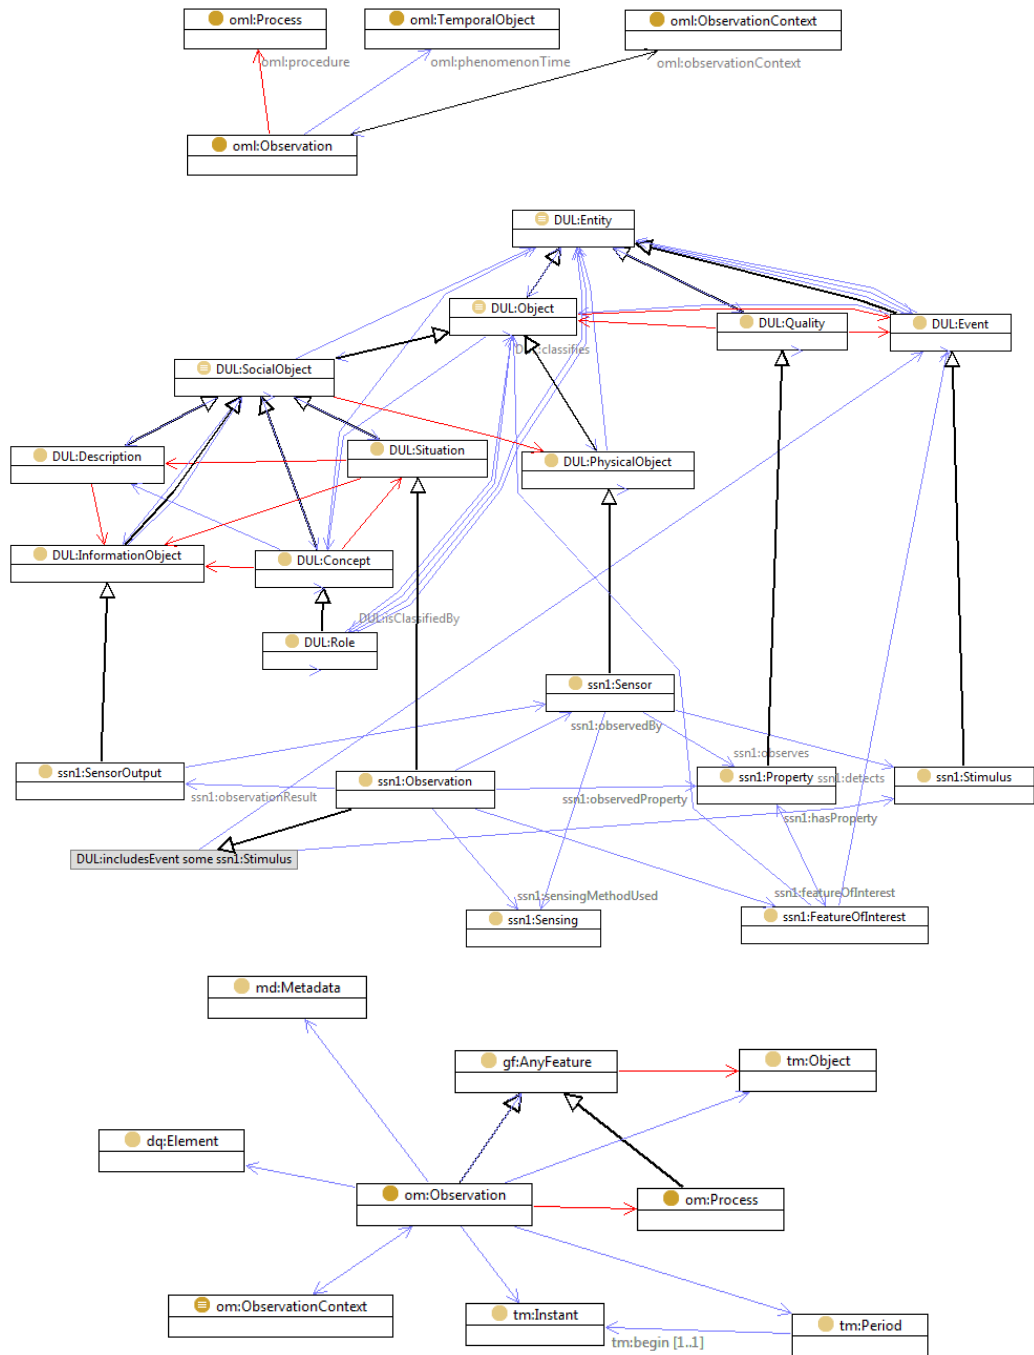 oml:Process
oml:TemporalObject
oml:ObservationContext
oml:procedure
oml:phenomenonTime
oml:observationContext
oml:Observation
DUL:Entity
DUL:Object
DUL:Quality
DUL:Event
DUL:classifies
DUL:SocialObject
DUL:Description
DUL:Situation
DUL:PhysicalObject
DUL:InformationObject
DUL:Concept
DUL:isClassifiedBy
DUL:Role
ssn1:Sensor
ssn1:observedBy
ssn1:observes
ssn1:SensorOutput
ssn1:Observation
ssn1:Property
ssn1:detects
ssn1:Stimulus
ssn1:observationResult
ssn1:observedProperty
ssn1:hasProperty
DUL:includesEvent some ssn1:Stimulus
ssn1:sensingMethodUsed
ssn1:featureOfInterest
ssn1:Sensing
ssn1:FeatureOfInterest
md:Metadata
gf:AnyFeature
tm:Object
dq:Element
om:Observation
om:Process
om:ObservationContext
tm:Instant
tm:begin [1..1]
tm:Period